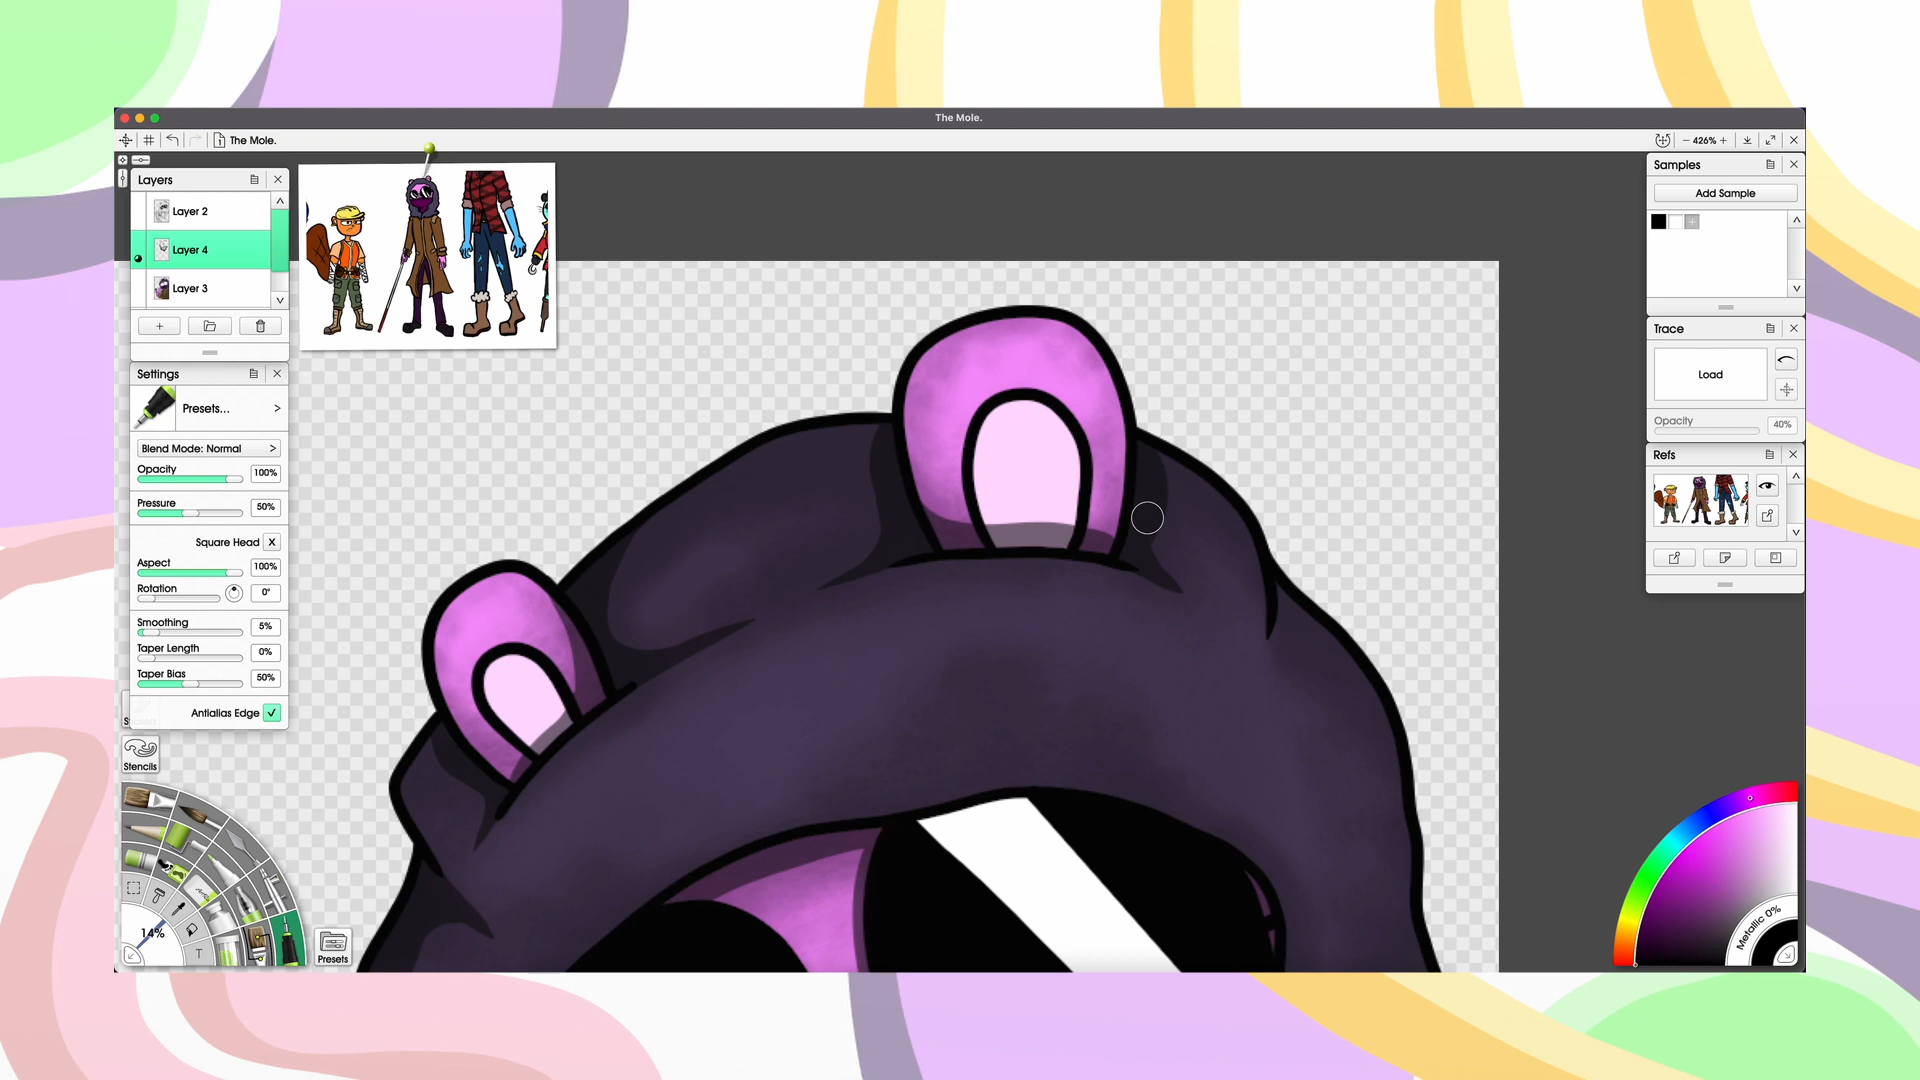 The Mole.
The Mole.
426%
Layers
Layer 2
Layer 4
Layer 3
Settings
Presets...
Blend Mode: Normal
Opacity
100%
Pressure
50%
Square Head
X
Aspect
100%
Rotation
0°
Smoothing
5%
Taper Length
0%
Taper Bias
50%
Antialias Edge
Stencils
14%
T
Presets
Samples
Add Sample
Trace
Load
Opacity
40%
Refs
Metallic 0%